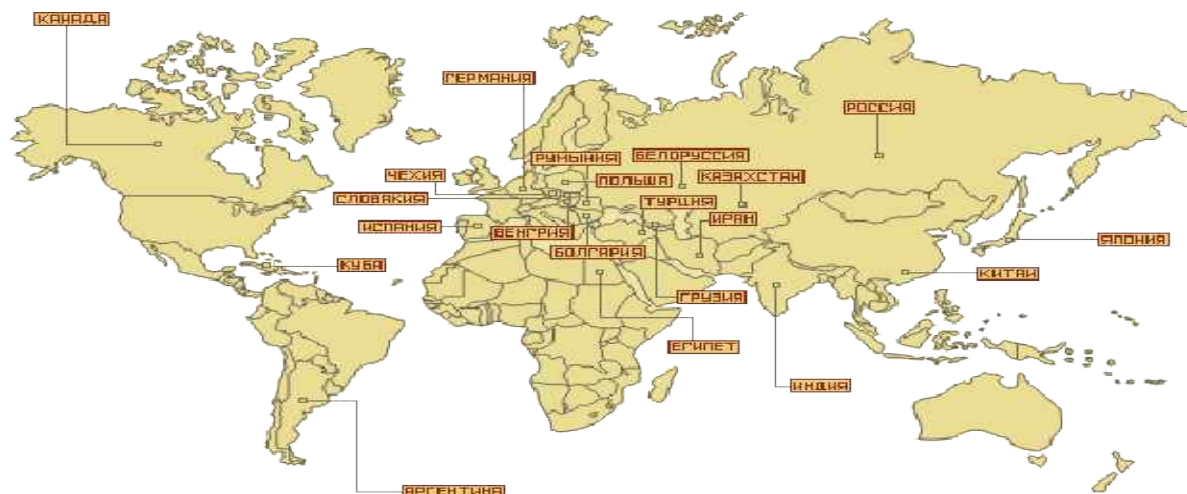 КАНАДА
ГЕРМАНИЯ
РОССИЯ
РУМЫНИЯ
БЕЛОРУССИЯ
ЧЕХИЯ
ПОЛЬША
КАЗАХСТАН
СЛОВАКИЯ
ТУРЦИЯ
ИСПАНИЯ
ВЕНГРИЯ
ИРАН
ЯПОНИЯ
БОЛГАРИЯ
КУБА
КИТАЙ
ГРУЗИЯ
ЕГИПЕТ
ИНДИЯ
АРГЕНТИНА